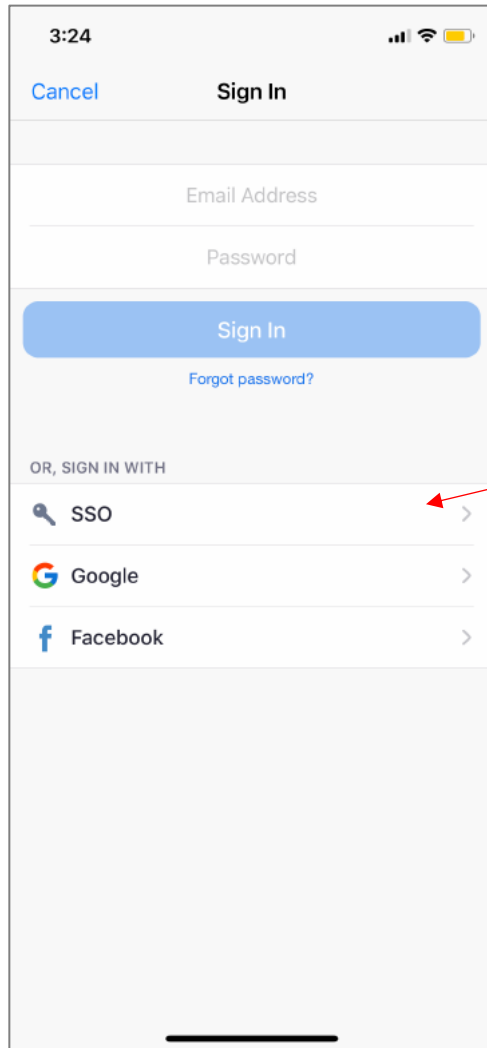 3:24
Cancel
Sign In
Email Address
Password
Sign In
Forgot password?
OR, SIGN IN WITH
SSO
Google
Facebook